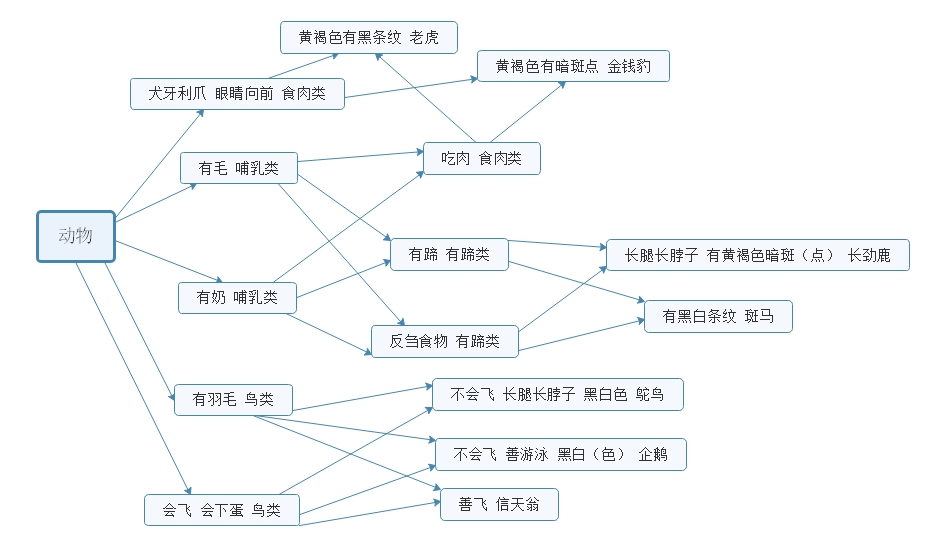 黄褐色有黑条纹 老虎
黄褐色有暗斑点 金钱豹
犬牙利爪 眼睛向前 食肉类
吃肉 食肉类
有毛 哺乳类
动物
有蹄 有蹄类
长腿长脖子 有黄褐色暗斑（点） 长劲鹿
有奶 哺乳类
有黑白条纹 斑马
反刍食物 有蹄类
有羽毛 鸟类
不会飞 长腿长脖子 黑白色 鸵鸟
不会飞 善游泳 黑白（色） 企鹅
会飞 会下蛋 鸟类
善飞 信天翁